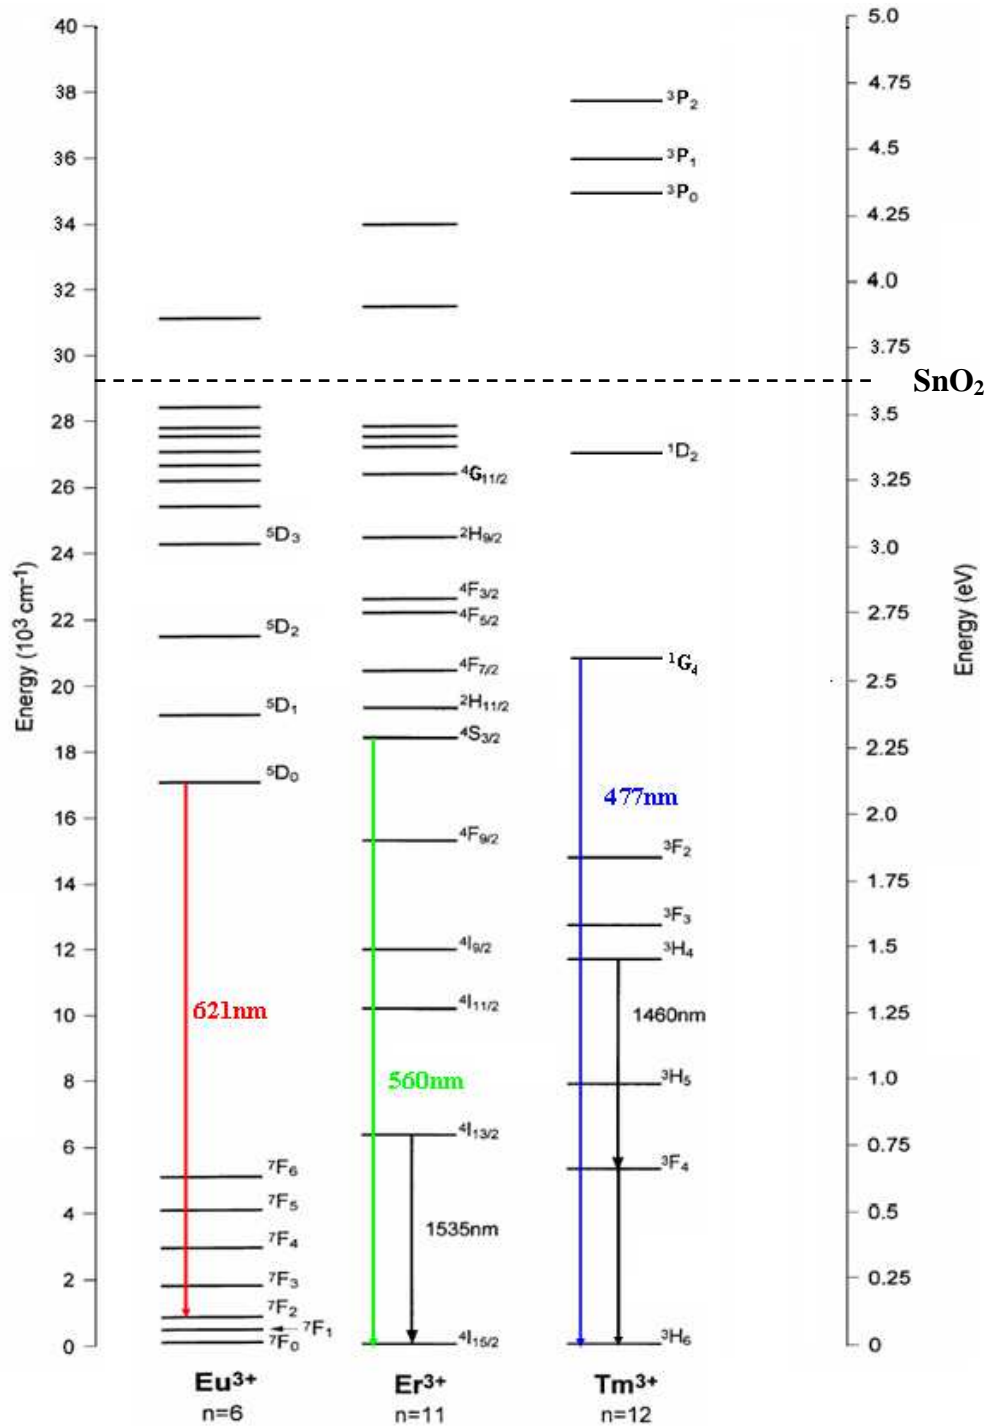 40
38
36
34
32
30
28
26
24
22
20
18
16
14
12
10
8
6
4
2
0
Energy (10³ cm⁻¹)
⁵D₃
⁵D₂
⁵D₁
⁵D₀
621nm
⁷F₆
⁷F₅
⁷F₄
⁷F₃
⁷F₂
⁷F₁
⁷F₀
Eu³⁺
n=6
⁴G₁₁/₂
²H₉/₂
⁴F₃/₂
⁴F₅/₂
⁴F₇/₂
²H₁₁/₂
⁴S₃/₂
⁴F₉/₂
⁴I₉/₂
⁴I₁₁/₂
560nm
⁴I₁₃/₂
1535nm
⁴I₁₅/₂
Er³⁺
n=11
³P₂
³P₁
³P₀
¹D₂
¹G₄
477nm
³F₂
³F₃
³H₄
1460nm
³H₅
³F₄
³H₆
Tm³⁺
n=12
5.0
4.75
4.5
4.25
4.0
3.75
SnO₂
3.5
3.25
3.0
2.75
2.5
2.25
2.0
1.75
1.5
1.25
1.0
0.75
0.5
0.25
0
Energy (eV)